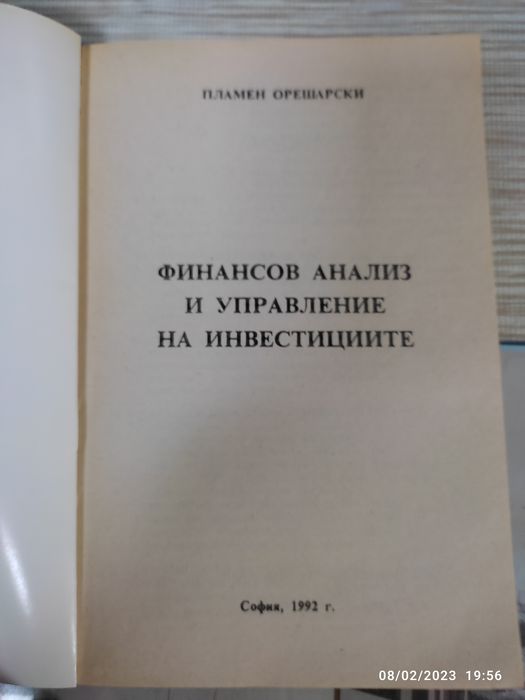 ПЛАМЕН ОРЕШАРСКИ
ФИНАНСОВ АНАЛИЗ
И УПРАВЛЕНИЕ
НА ИНВЕСТИЦИИТЕ
София, 1992 г.
08/02/2023 19:56